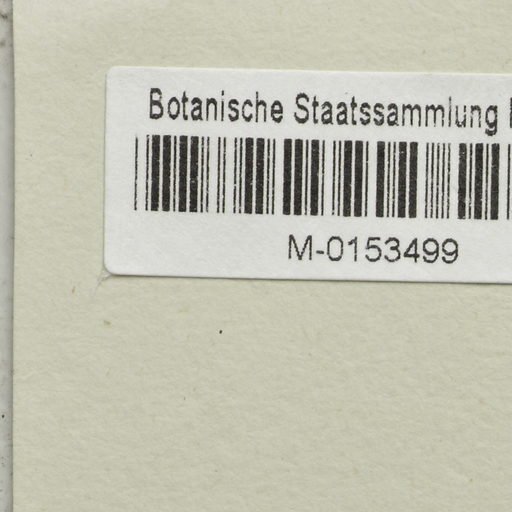 Botanische Staatssammlung
M-0153499